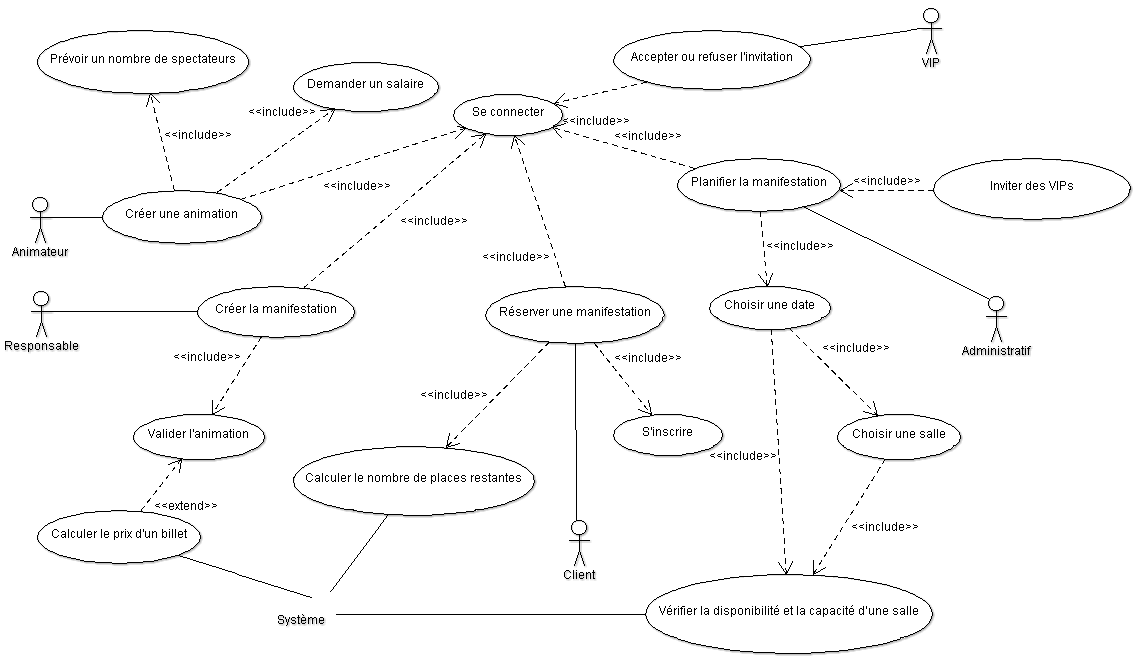 VIP
Prévoir un nombre de spectateurs
Accepter ou refuser l'invitation
Demander un salaire
<<include>>
Se connecter
<<include>>
<<include>>
<<include>>
Planifier la manifestation
<<include>>
Inviter des VIPs
<<include>>
Créer une animation
<<include>>
Animateur
<<include>>
<<include>>
Créer la manifestation
Réserver une manifestation
Choisir une date
Responsable
Administratif
<<include>>
<<include>>
<<include>>
<<include>>
Valider l'animation
S'inscrire
Choisir une salle
<<include>>
Calculer le nombre de places restantes
<<extend>>
Calculer le prix d'un billet
<<include>>
Client
Système
Vérifier la disponibilité et la capacité d'une salle